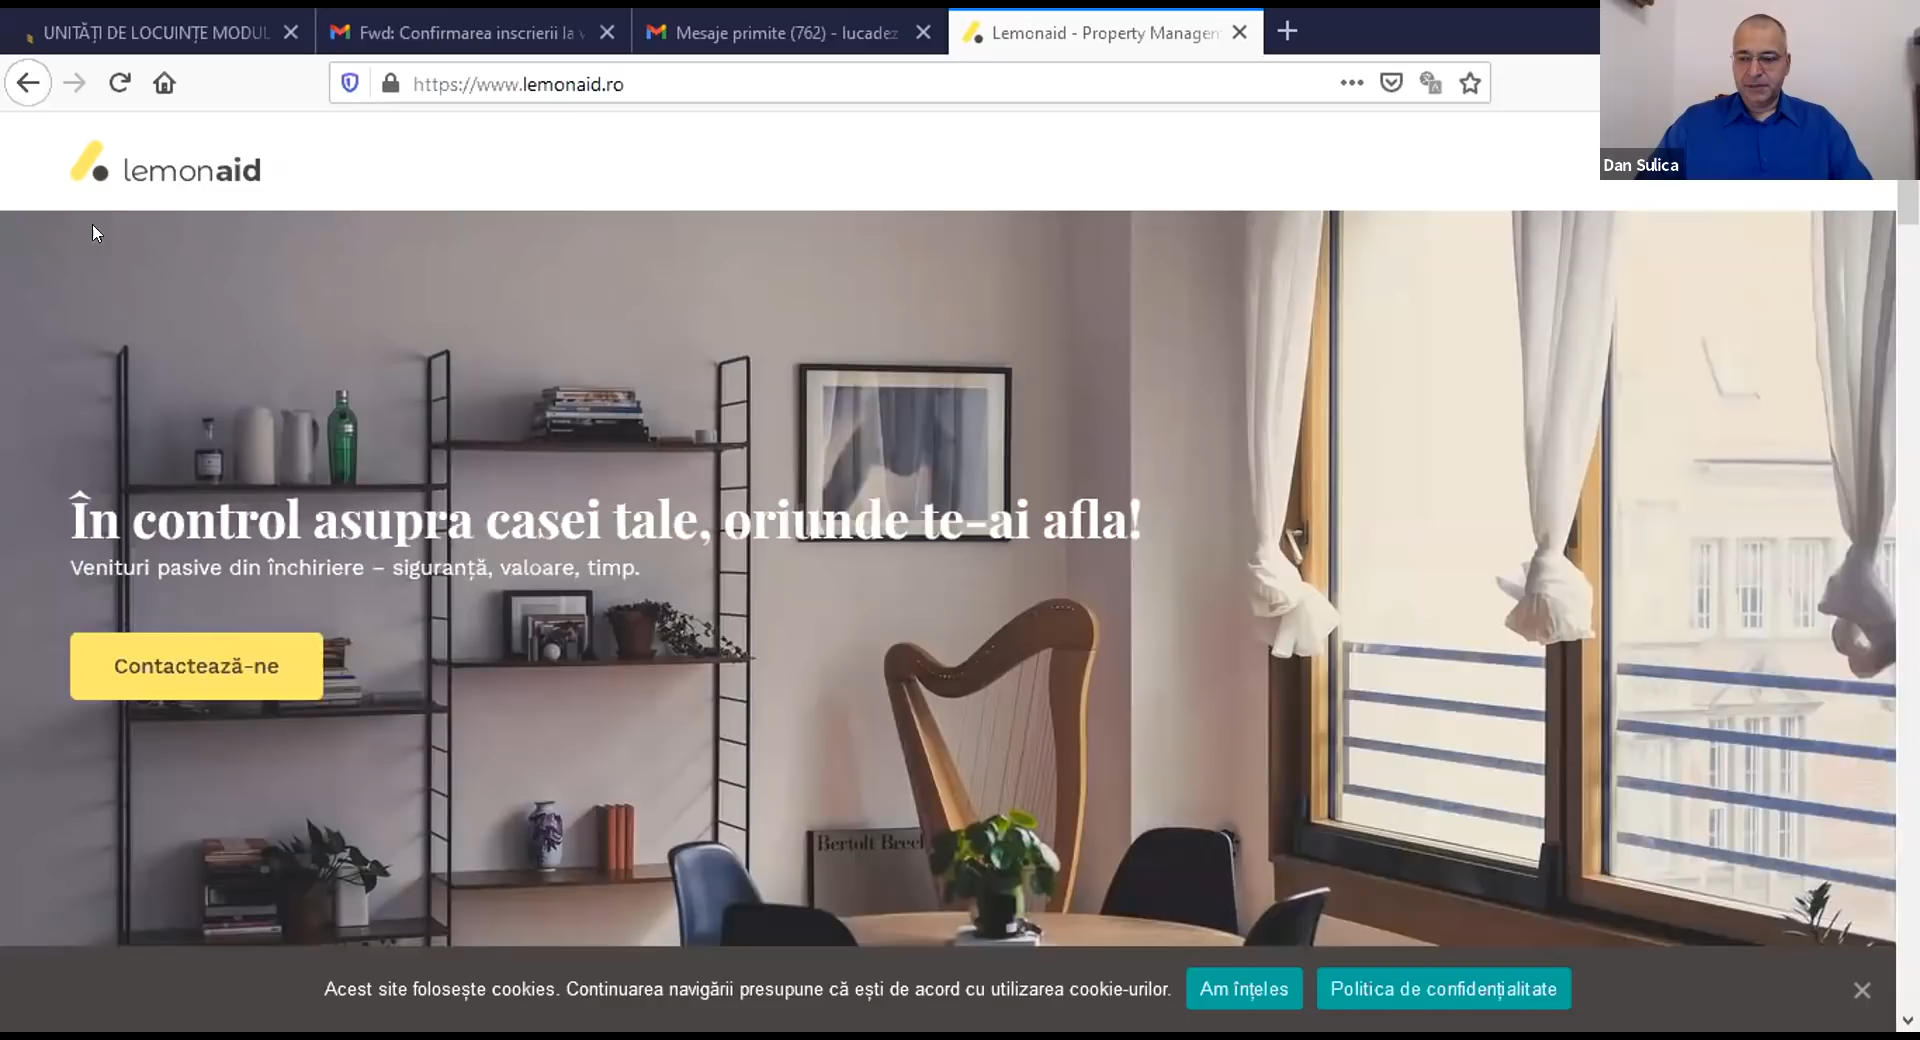 UNITĂȚI DE LOCUINȚE MODUL
Fwd: Confirmarea inscrierii la v
Mesaje primite (762) - lucadez
Lemonaid - Property Managem
https://www.lemonaid.ro
Dan Sulica
lemonaid
În control asupra casei tale, oriunde te-ai afla!
Venituri pasive din închiriere – siguranță, valoare, timp.
Contactează-ne
Bertolt Brech
Acest site folosește cookies. Continuarea navigării presupune că ești de acord cu utilizarea cookie-urilor.
Am înțeles
Politica de confidențialitate